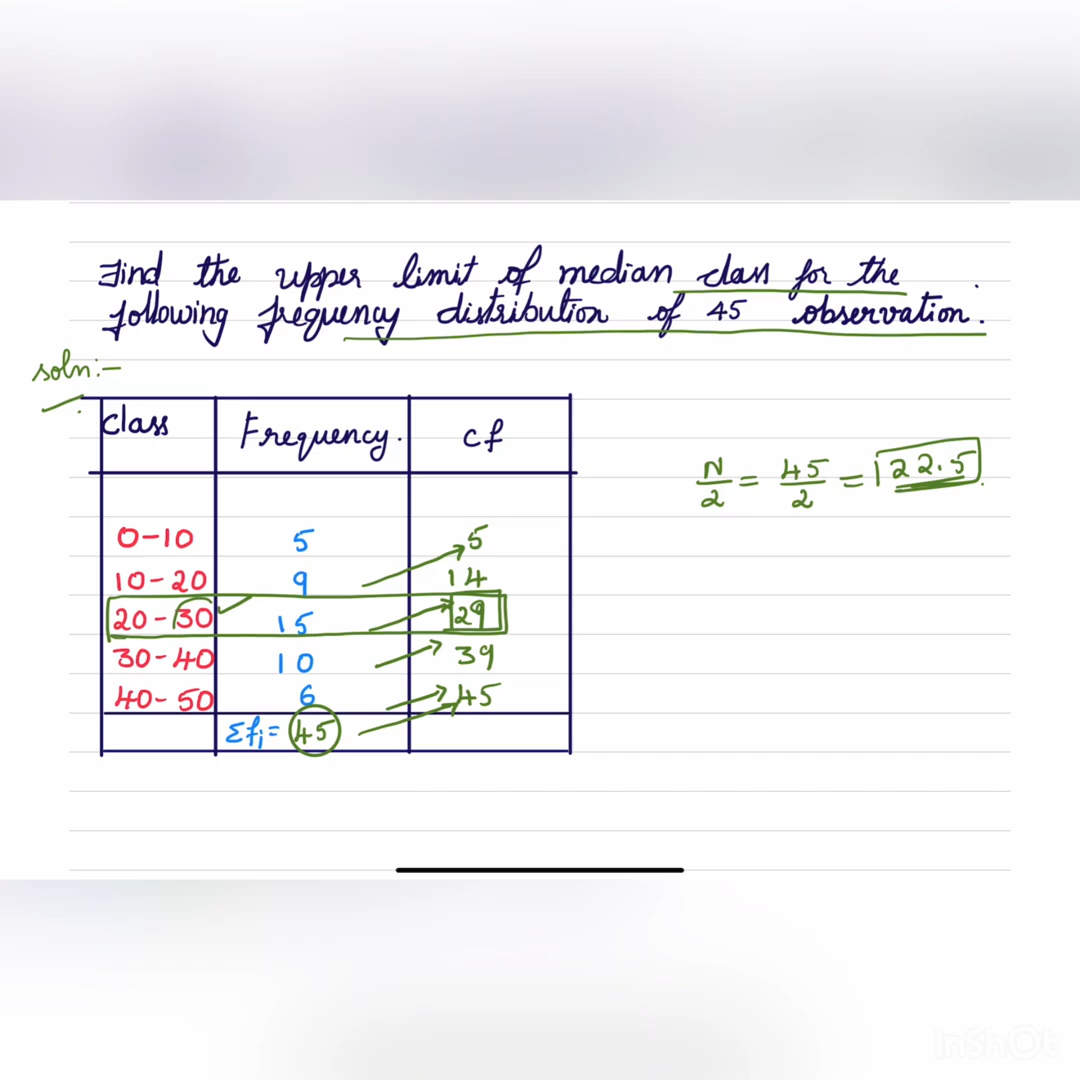 Find the upper limit of median class for the
following frequency distribution of 45 observation.
soln:-
class Frequency. cf
N/2 = 45/2 = 22.5
0-10 5 5
10-20 9 14
20-30 15 29
30-40 10 39
40-50 6 45
Σfi = 45
InShOt